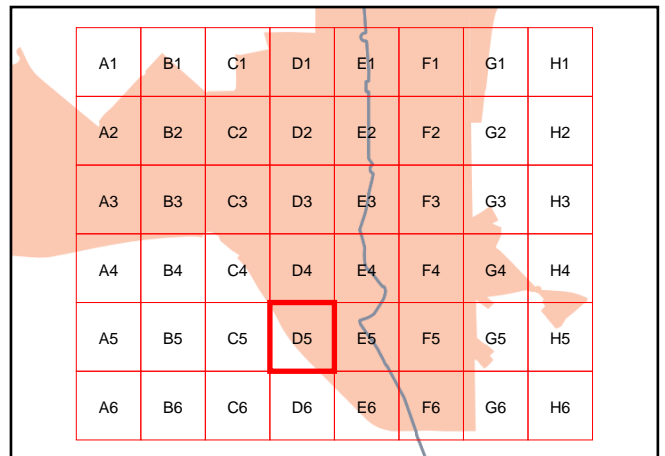 A1 B1 C1 D1 E1 F1 G1 H1
A2 B2 C2 D2 E2 F2 G2 H2
A3 B3 C3 D3 E3 F3 G3 H3
A4 B4 C4 D4 E4 F4 G4 H4
A5 B5 C5 D5 E5 F5 G5 H5
A6 B6 C6 D6 E6 F6 G6 H6